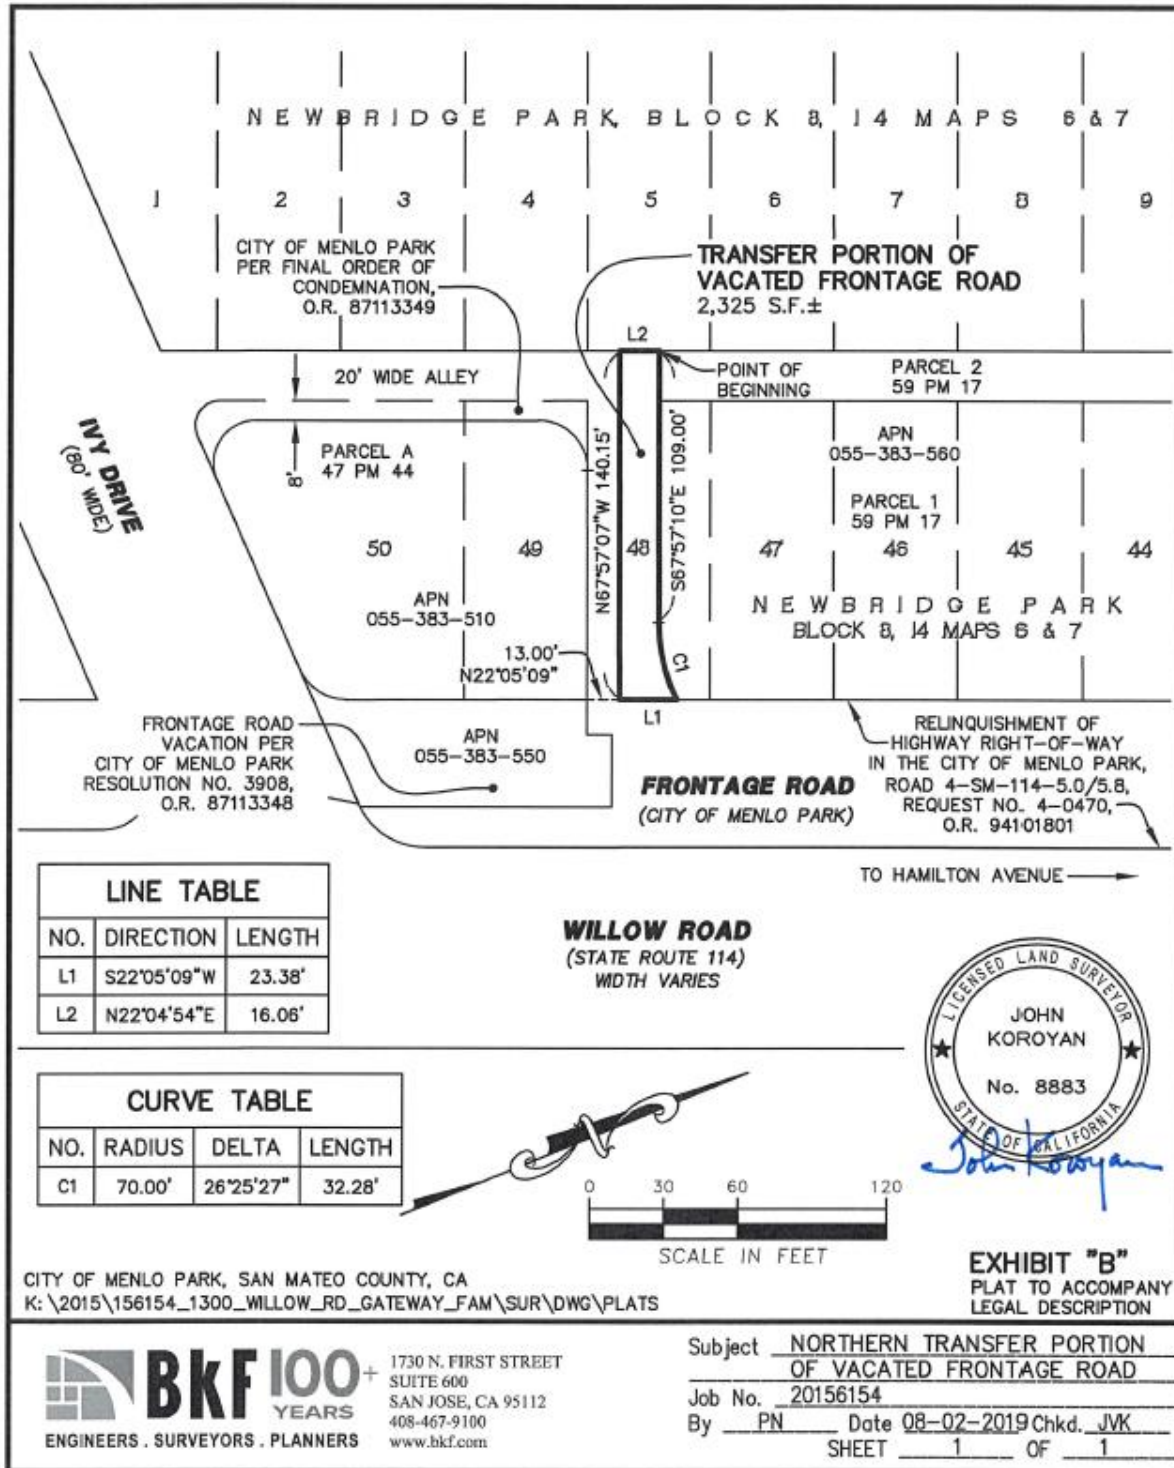 NEWBRIDGE PARK, BLOCK 8, 14 MAPS 6 & 7
1
2
3
4
5
6
7
8
9
CITY OF MENLO PARK
PER FINAL ORDER OF
CONDEMNATION,
O.R. 87113349
TRANSFER PORTION OF
VACATED FRONTAGE ROAD
2,325 S.F.±
L2
20' WIDE ALLEY
POINT OF
BEGINNING
PARCEL 2
59 PM 17
IVY DRIVE
(80' WIDE)
8'
PARCEL A
47 PM 44
N67°57'07"W 140.15'
S67°57'10"E 109.00'
APN
055-383-560
PARCEL 1
59 PM 17
50
49
48
47
46
45
44
APN
055-383-510
NEWBRIDGE PARK
BLOCK 8, 14 MAPS 6 & 7
13.00'
N22°05'09"
C1
L1
FRONTAGE ROAD
VACATION PER
CITY OF MENLO PARK
RESOLUTION NO. 3908,
O.R. 87113348
APN
055-383-550
FRONTAGE ROAD
(CITY OF MENLO PARK)
RELINQUISHMENT OF
HIGHWAY RIGHT-OF-WAY
IN THE CITY OF MENLO PARK,
ROAD 4-SM-114-5.0/5.8,
REQUEST NO. 4-0470,
O.R. 94101801
TO HAMILTON AVENUE
LINE TABLE
NO. DIRECTION LENGTH
L1 S22°05'09"W 23.38'
L2 N22°04'54"E 16.06'
WILLOW ROAD
(STATE ROUTE 114)
WIDTH VARIES
LICENSED LAND SURVEYOR
JOHN
KOROYAN
No. 8883
STATE OF CALIFORNIA
John Koroyan
CURVE TABLE
NO. RADIUS DELTA LENGTH
C1 70.00' 26°25'27" 32.28'
N
0 30 60 120
SCALE IN FEET
EXHIBIT "B"
PLAT TO ACCOMPANY
LEGAL DESCRIPTION
CITY OF MENLO PARK, SAN MATEO COUNTY, CA
K:\2015\156154_1300_WILLOW_RD_GATEWAY_FAM\SUR\DWG\PLATS
BKF 100+
YEARS
ENGINEERS . SURVEYORS . PLANNERS
1730 N. FIRST STREET
SUITE 600
SAN JOSE, CA 95112
408-467-9100
www.bkf.com
Subject NORTHERN TRANSFER PORTION
OF VACATED FRONTAGE ROAD
Job No. 20156154
By PN Date 08-02-2019 Chkd. JVK
SHEET 1 OF 1